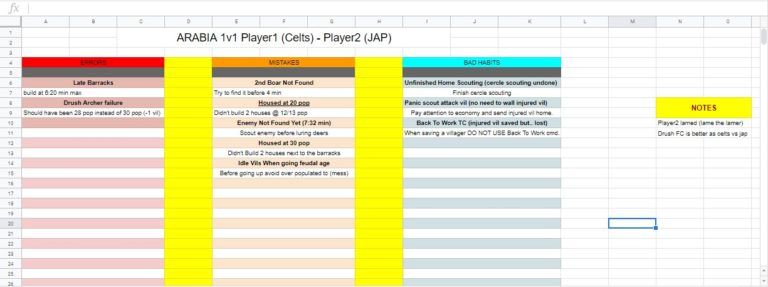 fx
A B C D E F G H I J K L M N O
1
2
ARABIA 1v1 Player1 (Celts) - Player2 (JAP)
3
4 ERRORS MISTAKES BAD HABITS
5
6 Late Barracks 2nd Boar Not Found Unfinished Home Scouting (cercle scouting undone)
7 build at 6:20 min max Try to find it before 4 min Finish cercle scouting
8 Drush Archer failure Housed at 20 pop Panic scout attack vil (no need to wall injured vil) NOTES
9 Should have been 28 pop instead of 30 pop (-1 vil) Didn't build 2 houses @ 12/13 pop Pay attention to economy and send injured vil home.
10 Enemy Not Found Yet (7:32 min) Back To Work TC (injured vil saved but.. lost) Player2 lamed (lame the lamer)
11 Scout enemy before luring deers When saving a villager DO NOT USE Back To Work cmd. Drush FC is better as celts vs jap
12 Housed at 30 pop
13 Didn't Build 2 houses next to the barracks
14 Idle Vils When going feudal age
15 Before going up avoid over populated to (mess)
16
17
18
19
20
21
22
23
24
25
26